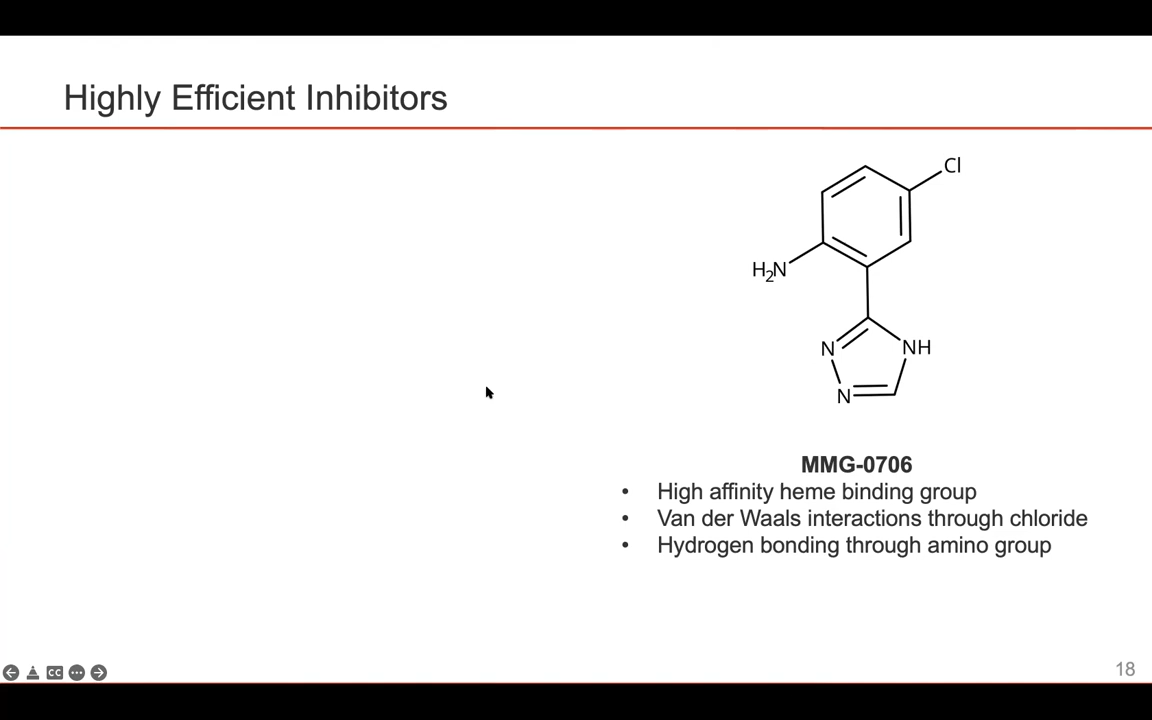 Highly Efficient Inhibitors
Cl
H2N
N
NH
N
MMG-0706
• High affinity heme binding group
• Van der Waals interactions through chloride
• Hydrogen bonding through amino group
CC
18